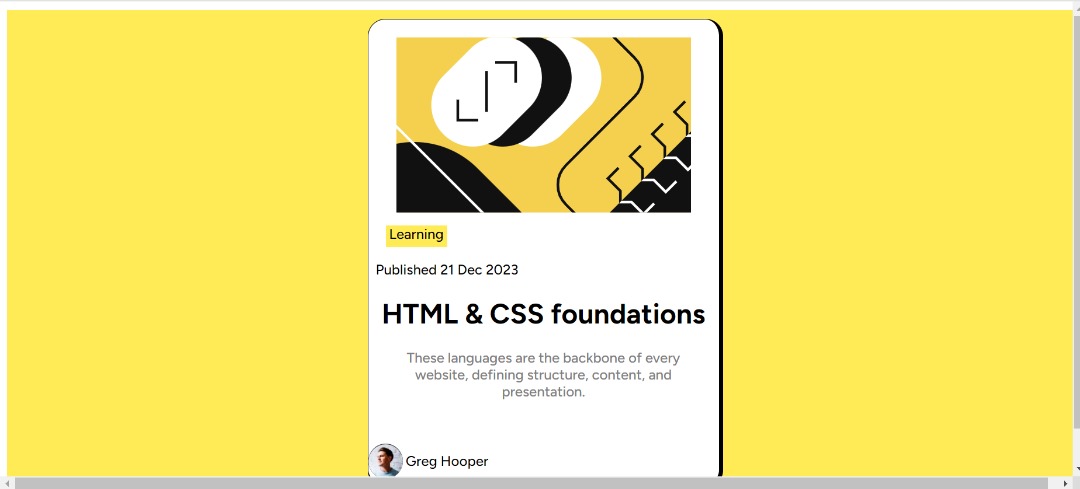 Learning
Published 21 Dec 2023
HTML & CSS foundations
These languages are the backbone of every
website, defining structure, content, and
presentation.
Greg Hooper